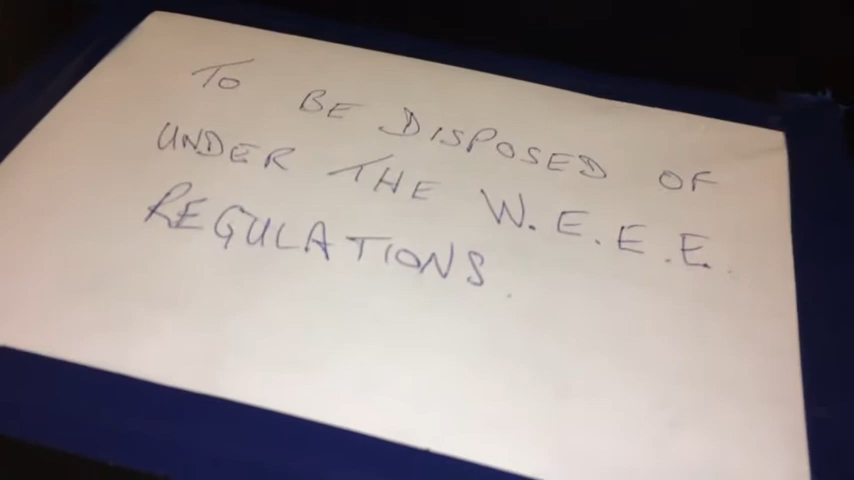 TO BE DISPOSED OF
UNDER THE W.E.E.E.
REGULATIONS.